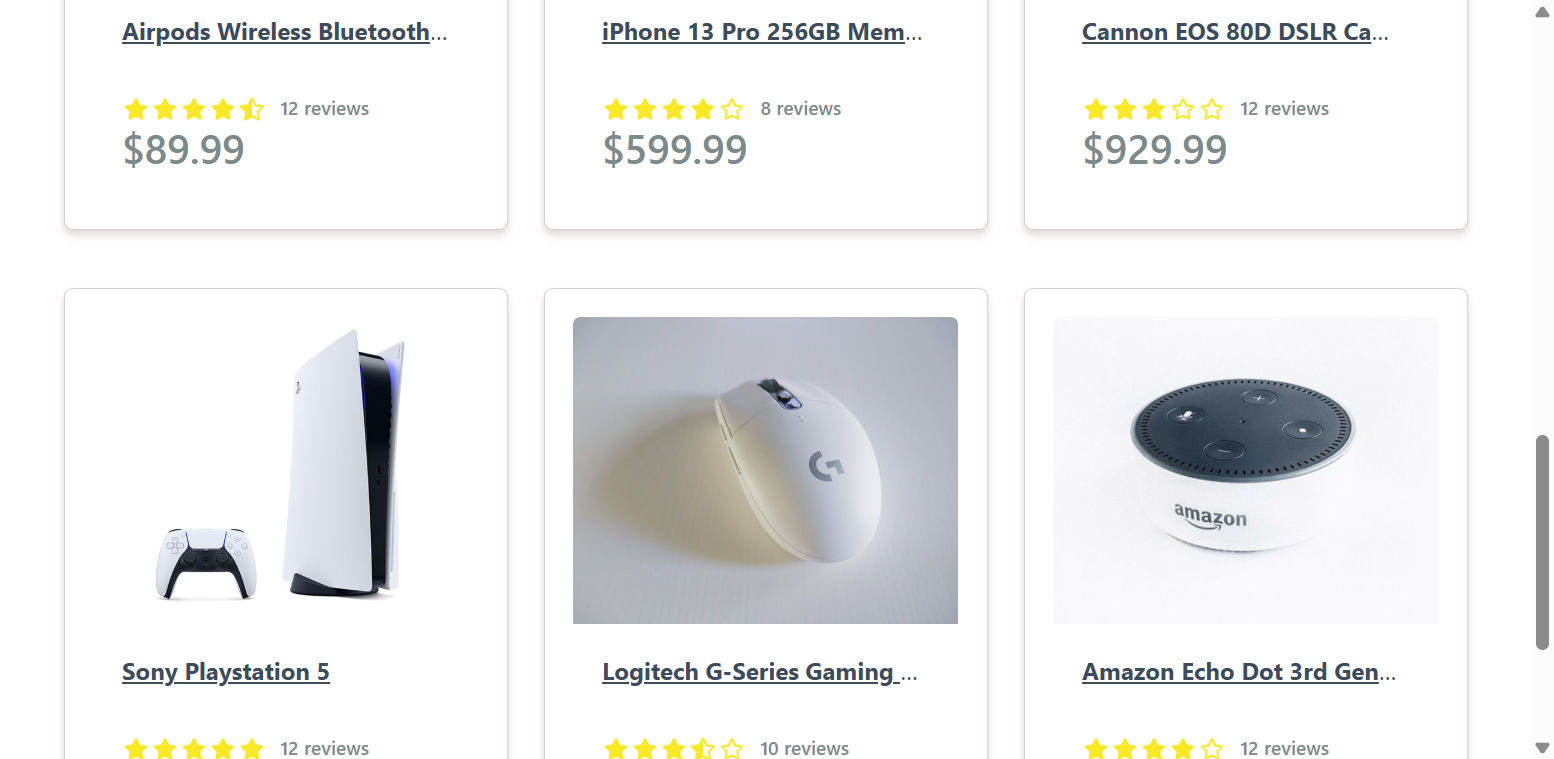 Airpods Wireless Bluetooth...
iPhone 13 Pro 256GB Mem...
Cannon EOS 80D DSLR Ca...
12 reviews
8 reviews
12 reviews
$89.99
$599.99
$929.99
G
amazon
Sony Playstation 5
Logitech G-Series Gaming ...
Amazon Echo Dot 3rd Gen...
12 reviews
10 reviews
12 reviews